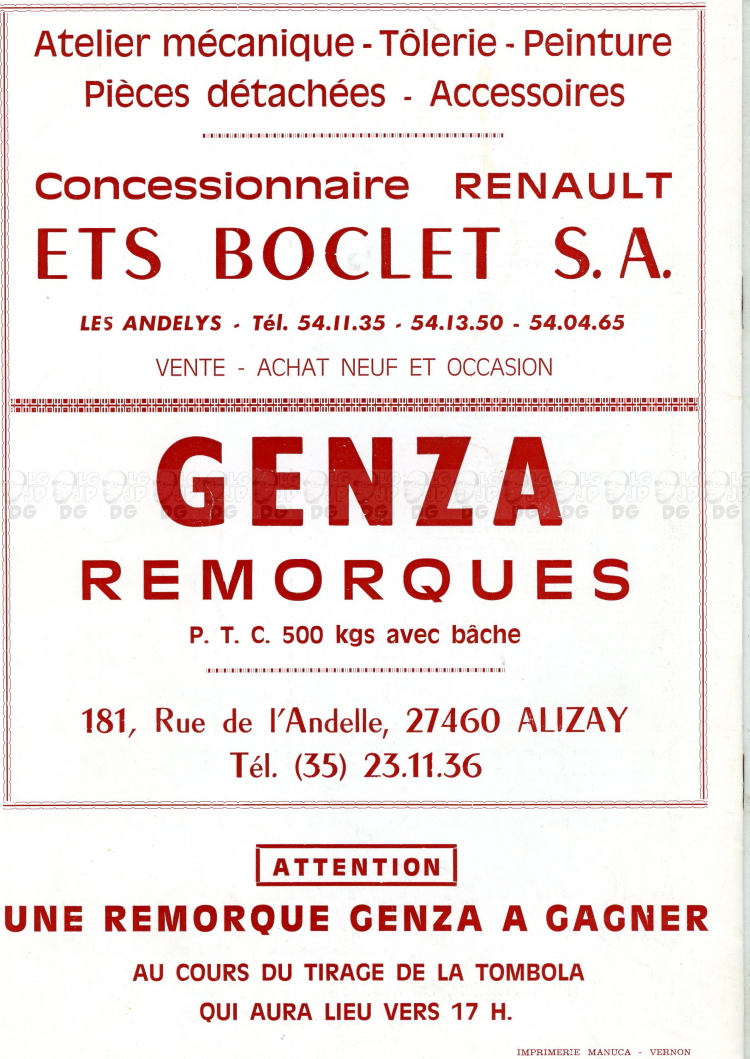 Atelier mécanique - Tôlerie - Peinture
Pièces détachées - Accessoires
Concessionnaire RENAULT
ETS BOCLET S.A.
LES ANDELYS - Tél. 54.11.35 - 54.13.50 - 54.04.65
VENTE - ACHAT NEUF ET OCCASION
GENZA
REMORQUES
P. T. C. 500 kgs avec bâche
181, Rue de l'Andelle, 27460 ALIZAY
Tél. (35) 23.11.36
ATTENTION
UNE REMORQUE GENZA A GAGNER
AU COURS DU TIRAGE DE LA TOMBOLA
QUI AURA LIEU VERS 17 H.
IMPRIMERIE MANUCA - VERNON